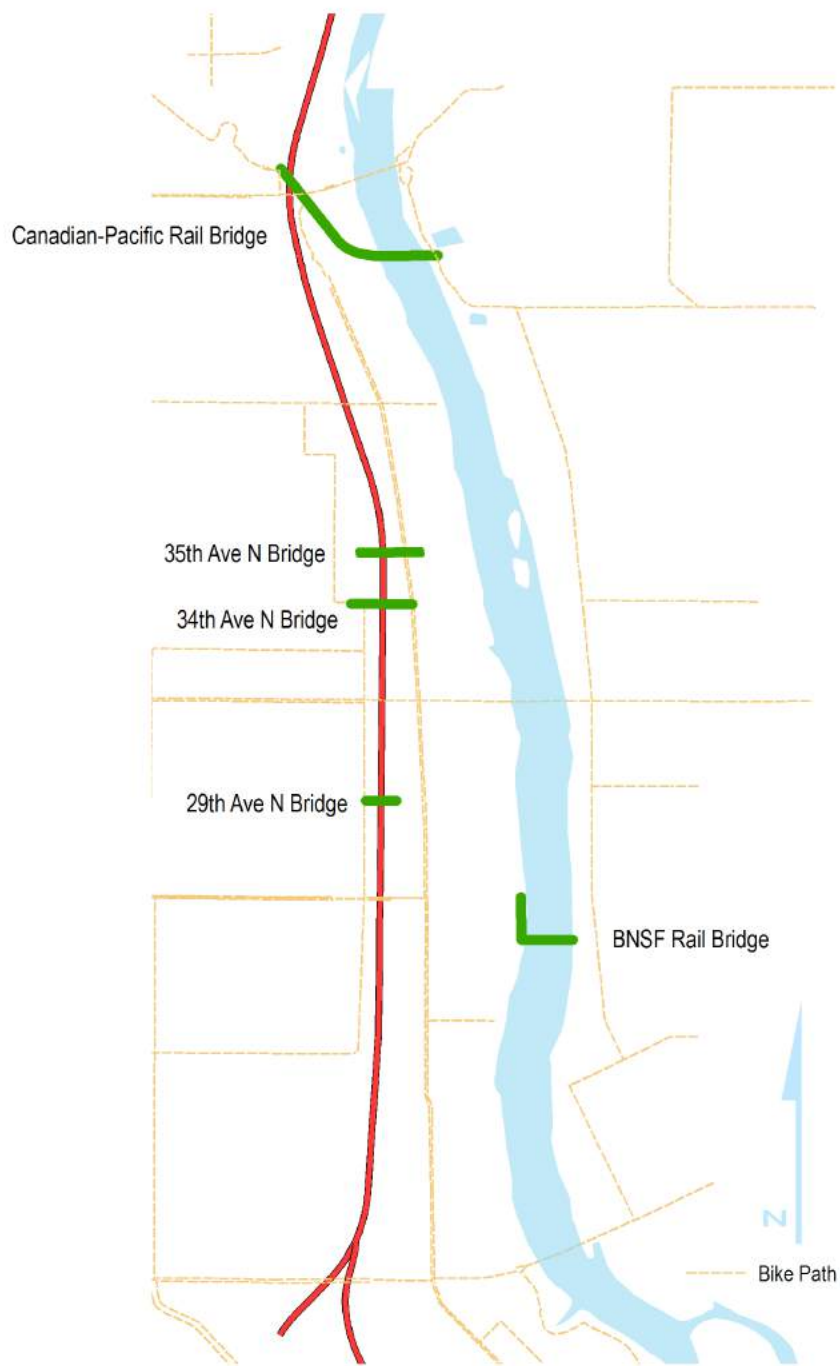 Canadian-Pacific Rail Bridge
35th Ave N Bridge
34th Ave N Bridge
29th Ave N Bridge
BNSF Rail Bridge
N
Bike Path